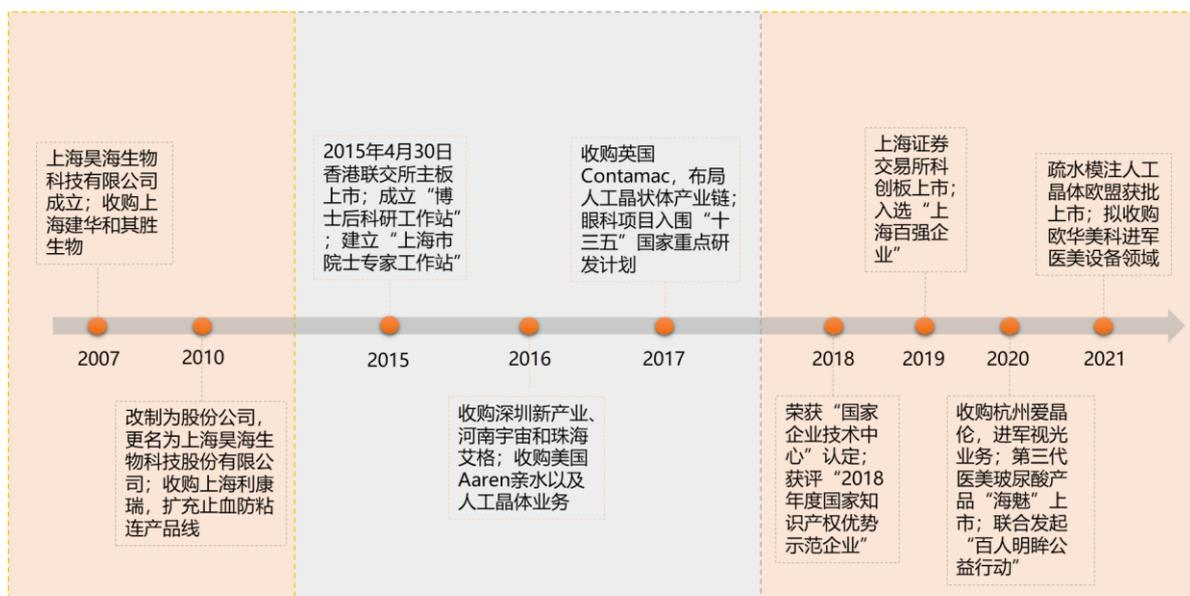 上海昊海生物
科技有限公司
成立；收购上
海建华和其胜
生物
2015年4月30日
香港联交所主板
上市；成立“博
士后科研工作站”
；建立“上海市
院士专家工作站”
收购英国
Contamac，布局
人工晶状体产业链；
眼科项目入围“十
三五”国家重点研
发计划
上海证券
交易所科
创板上市；
入选“上
海百强企
业”
疏水模注人工
晶体欧盟获批
上市；拟收购
欧华美科进军
医美设备领域
2007
2010
2015
2016
2017
2018
2019
2020
2021
改制为股份公司，
更名为上海昊海生
物科技股份有限公
司；收购上海利康
瑞，扩充止血防粘
连产品线
收购深圳新产业、
河南宇宙和珠海
艾格；收购美国
Aaren亲水以及
人工晶体业务
荣获“国家
企业技术中
心”认定；
获评“2018
年度国家知
识产权优势
示范企业”
收购杭州爱晶
伦，进军视光
业务；第三代
医美玻尿酸产
品“海魅”上
市；联合发起
“百人明眸公
益行动”